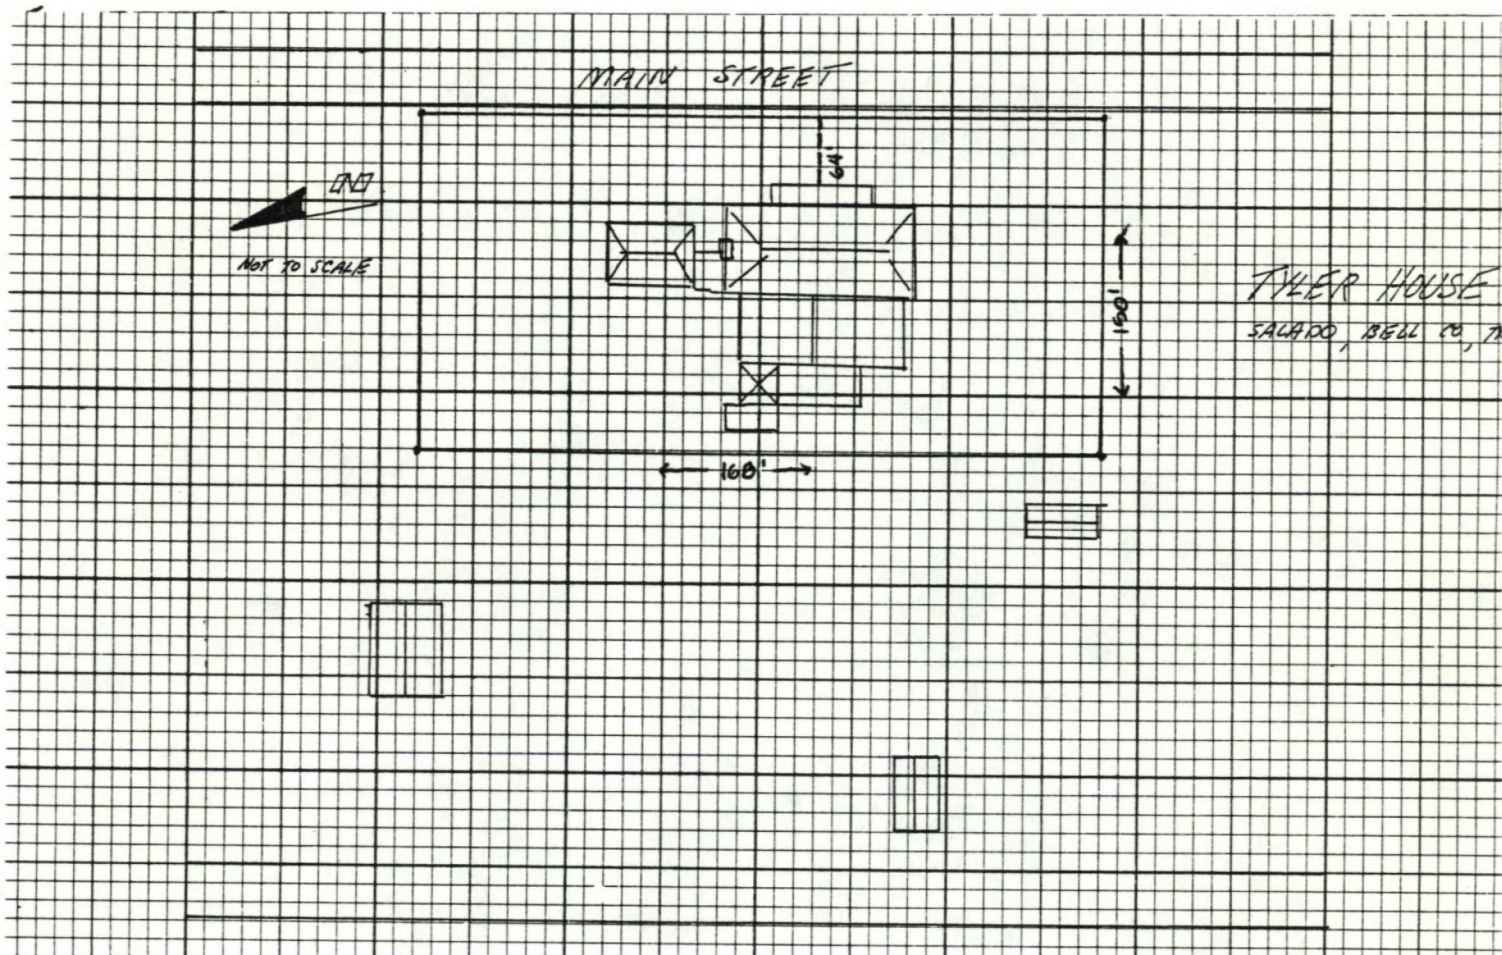 MAIN STREET
64'
N
NOT TO SCALE
150'
TYLER HOUSE
SALADO, BELL CO,
168'